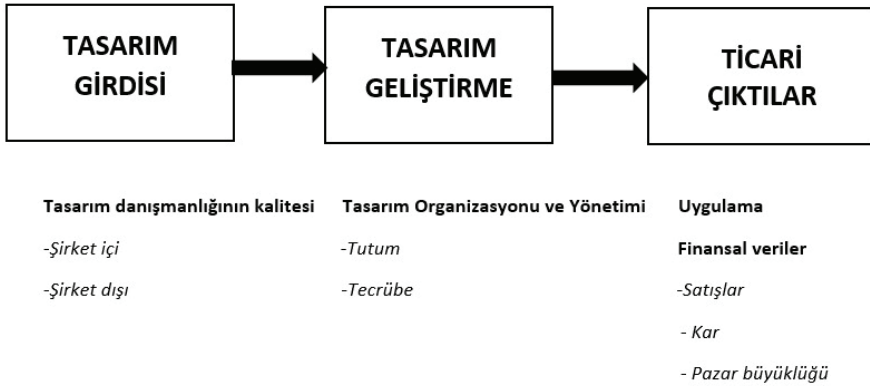 TASARIM
GİRDİSİ
TASARIM
GELİŞTİRME
TİCARİ
ÇIKTILAR
Tasarım danışmanlığının kalitesi
-Şirket içi
-Şirket dışı
Tasarım Organizasyonu ve Yönetimi
-Tutum
-Tecrübe
Uygulama
Finansal veriler
-Satışlar
- Kar
- Pazar büyüklüğü